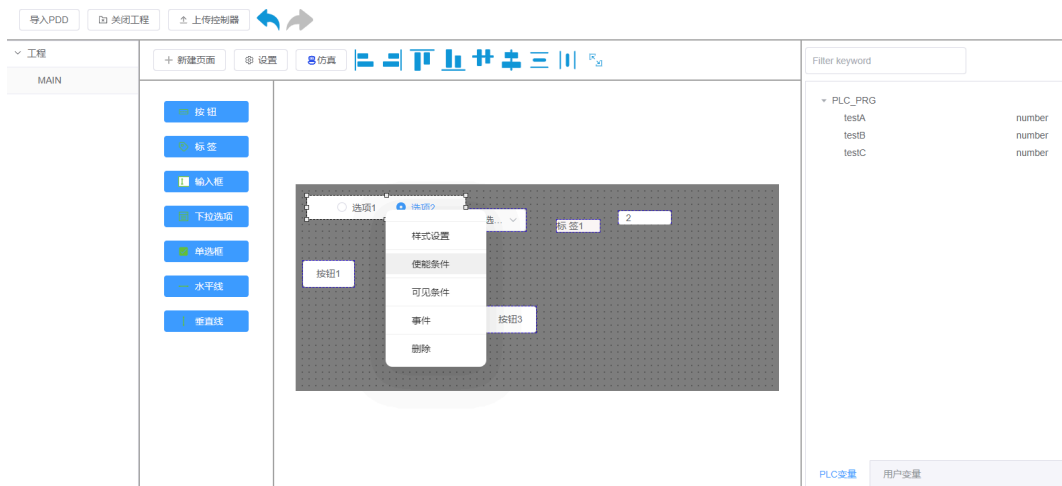 导入PDD 关闭工程 上传控制器
工程
MAIN
新建页面 设置 仿真
按钮
标签
输入框
下拉选项
单选框
水平线
垂直线
选项1 选项2
选... 标签1 2
样式设置
使能条件
可见条件
事件
删除
按钮1
按钮3
Filter keyword
PLC_PRG
testA number
testB number
testC number
PLC变量 用户变量